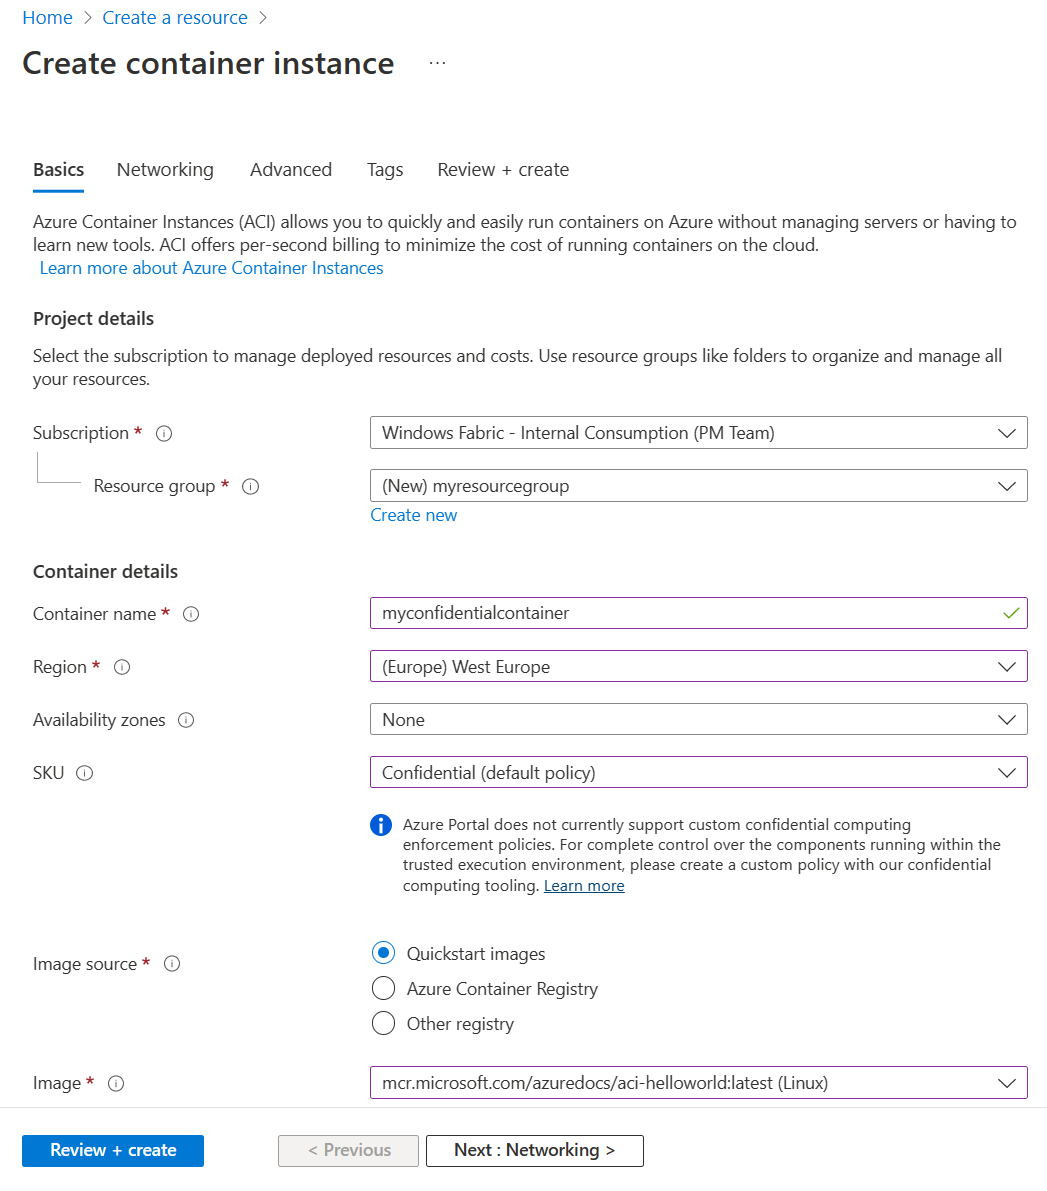 Home > Create a resource >
Create container instance ...
Basics Networking Advanced Tags Review + create
Azure Container Instances (ACI) allows you to quickly and easily run containers on Azure without managing servers or having to
learn new tools. ACI offers per-second billing to minimize the cost of running containers on the cloud.
Learn more about Azure Container Instances
Project details
Select the subscription to manage deployed resources and costs. Use resource groups like folders to organize and manage all
your resources.
Subscription * Windows Fabric - Internal Consumption (PM Team)
Resource group * (New) myresourcegroup
Create new
Container details
Container name * myconfidentialcontainer
Region * (Europe) West Europe
Availability zones None
SKU Confidential (default policy)
Azure Portal does not currently support custom confidential computing
enforcement policies. For complete control over the components running within the
trusted execution environment, please create a custom policy with our confidential
computing tooling. Learn more
Image source * Quickstart images
Azure Container Registry
Other registry
Image * mcr.microsoft.com/azuredocs/aci-helloworld:latest (Linux)
Review + create < Previous Next : Networking >